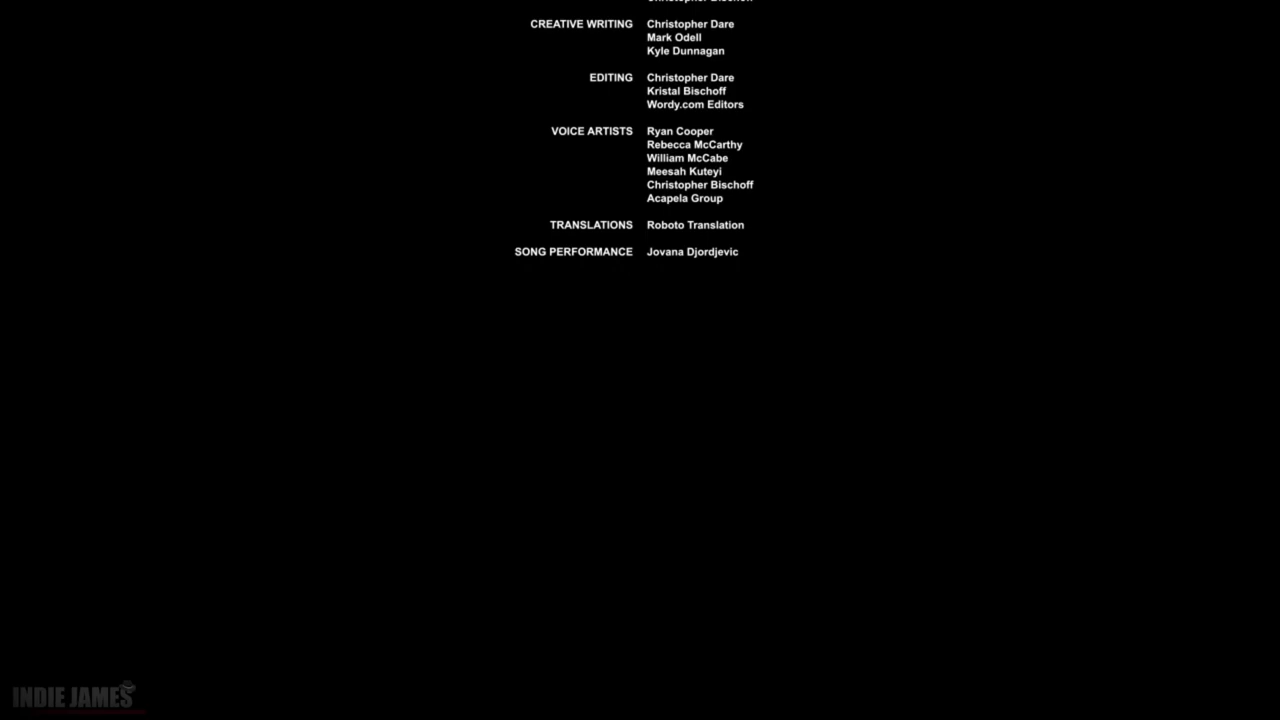 CREATIVE WRITING Christopher Dare
Mark Odell
Kyle Dunnagan
EDITING Christopher Dare
Kristal Bischoff
Wordy.com Editors
VOICE ARTISTS Ryan Cooper
Rebecca McCarthy
William McCabe
Meesah Kuteyi
Christopher Bischoff
Acapela Group
TRANSLATIONS Roboto Translation
SONG PERFORMANCE Jovana Djordjevic
INDIE JAMES